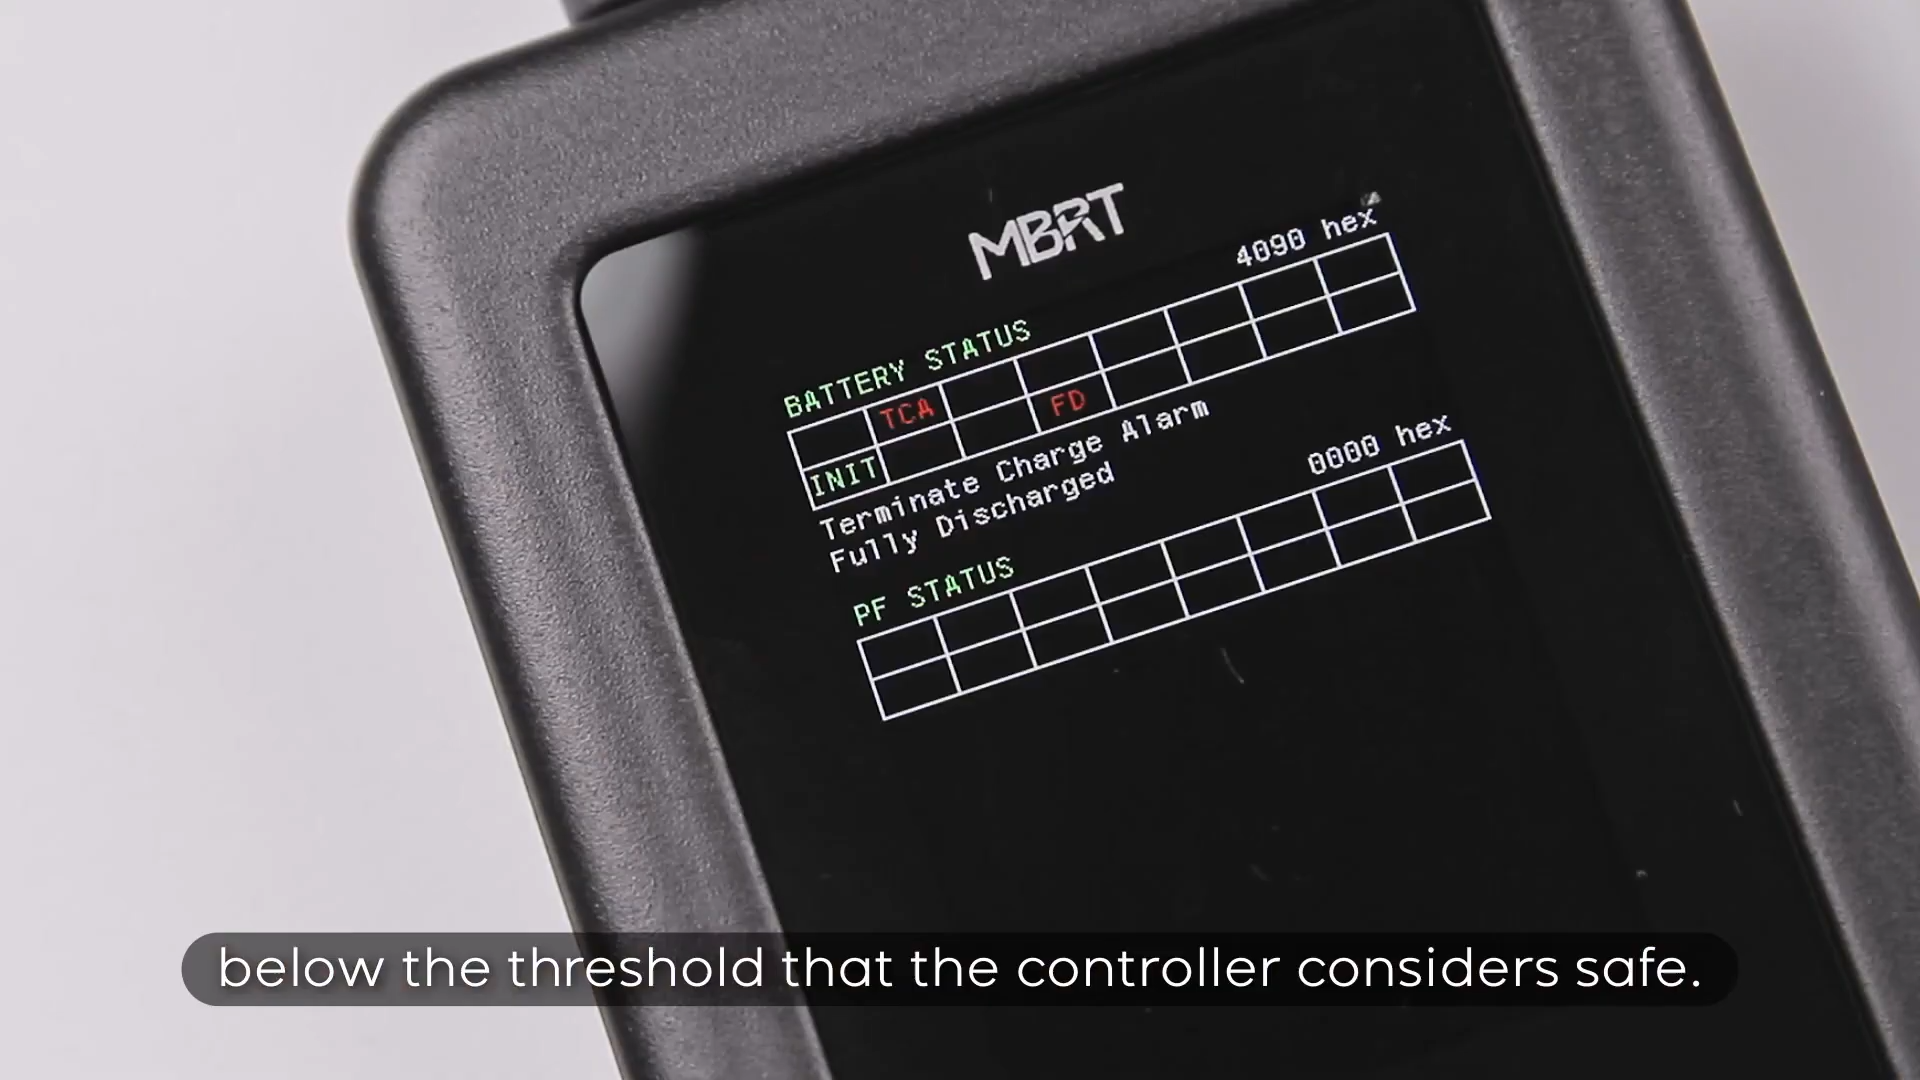 MBRT
BATTERY STATUS 4090 hex
TCA
INIT FD
Terminate Charge Alarm
Fully Discharged
PF STATUS 0000 hex
below the threshold that the controller considers safe.